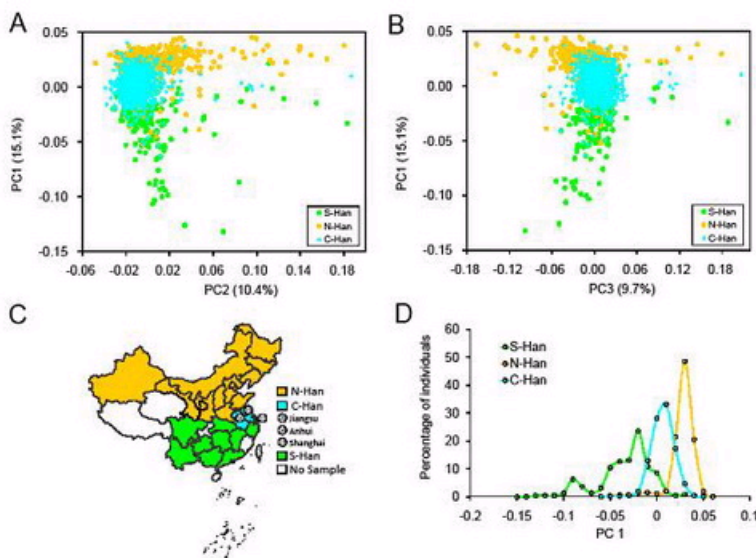 A
0.05
0.00
-0.05
-0.10
-0.15
PC1 (15.1%)
-0.06
-0.02
0.02
0.06
0.10
0.14
0.18
PC2 (10.4%)
S-Han
N-Han
C-Han
B
0.05
0.00
-0.05
-0.10
-0.15
PC1 (15.1%)
-0.18
-0.12
-0.06
0.00
0.06
0.12
0.18
PC3 (9.7%)
S-Han
N-Han
C-Han
C
N-Han
C-Han
Jiangsu
Anhui
Shanghai
S-Han
No Sample
D
60
50
40
30
20
10
0
Percentage of individuals
S-Han
N-Han
C-Han
-0.2
-0.15
-0.1
-0.05
0
0.05
0.1
PC 1